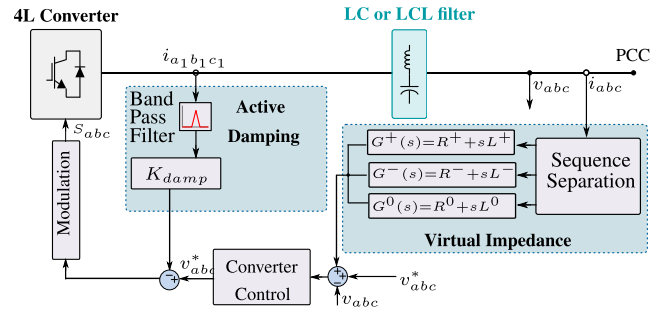 4L Converter
LC or LCL filter
i_{a_1 b_1 c_1}
PCC
v_{abc}
i_{abc}
Band
Pass
Filter
Active
Damping
K_{damp}
S_{abc}
Modulation
G^+(s)=R^++sL^+
G^-(s)=R^-+sL^-
G^0(s)=R^0+sL^0
Sequence
Separation
Virtual Impedance
v^*_{abc}
Converter
Control
v^*_{abc}
v_{abc}